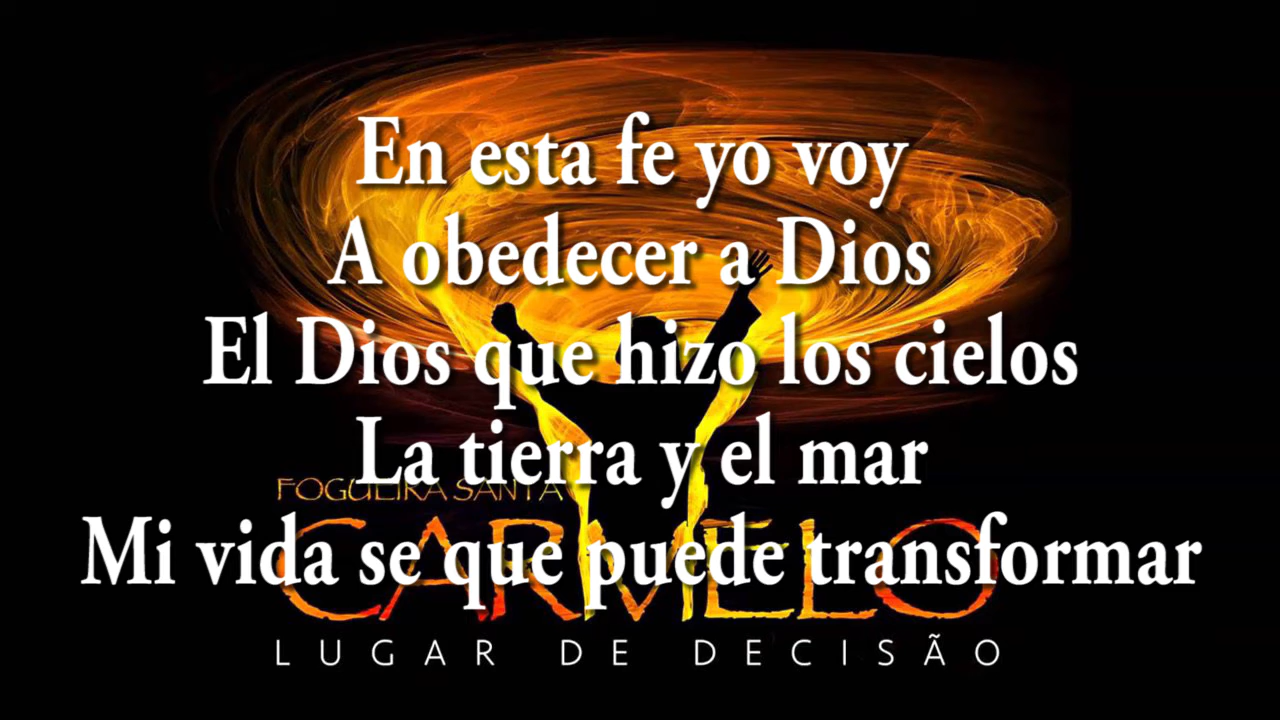 En esta fe yo voy
A obedecer a Dios
El Dios que hizo los cielos
La tierra y el mar
FOGUEIRA SANTA
Mi vida se que puede transformar
CARMELO
LUGAR DE DECISÃO